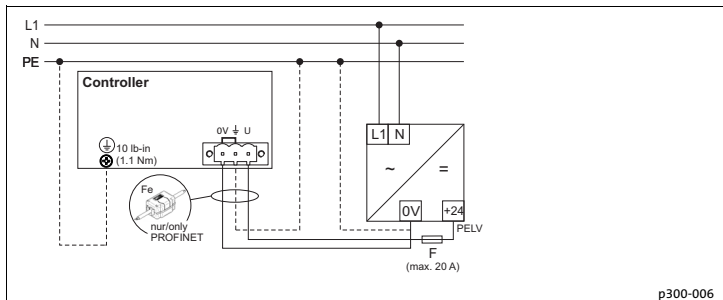 L1
N
PE
Controller
10 lb-in
(1.1 Nm)
0V ⏚ U
Fe
nur/only
PROFINET
L1 N
~
=
0V
+24
PELV
F
(max. 20 A)
p300-006